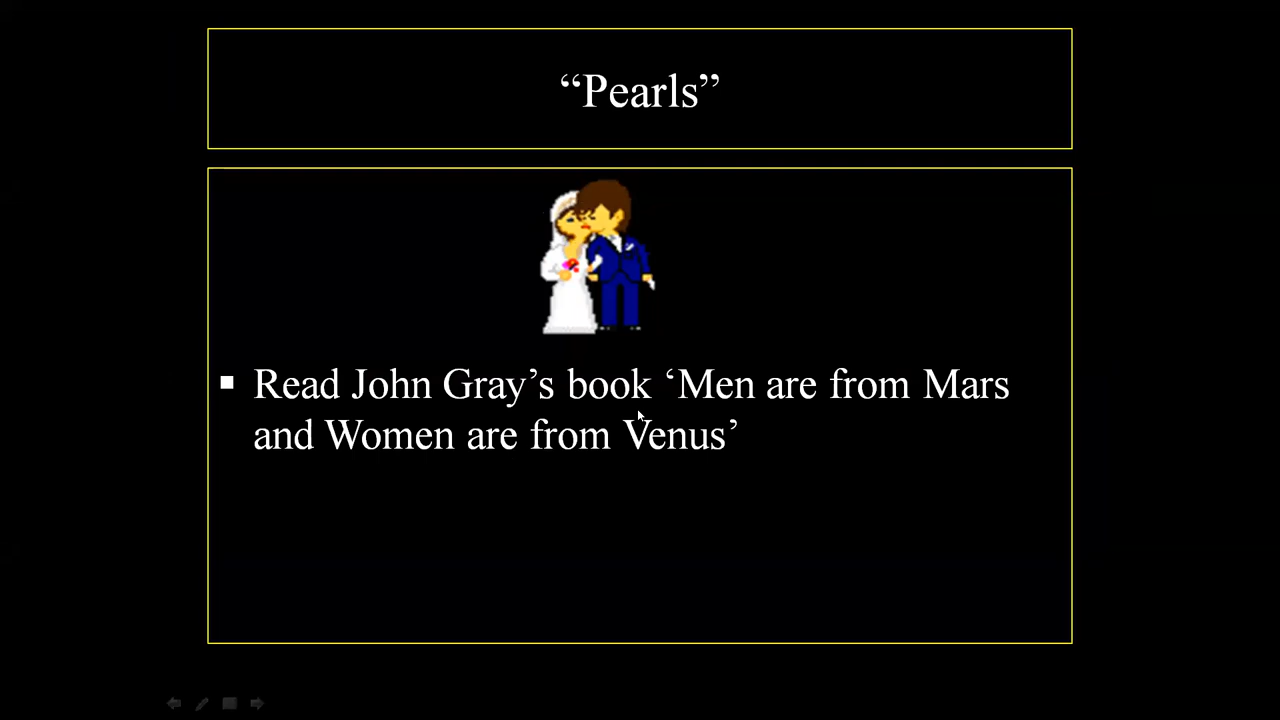 “Pearls”
▪ Read John Gray’s book ‘Men are from Mars
and Women are from Venus’